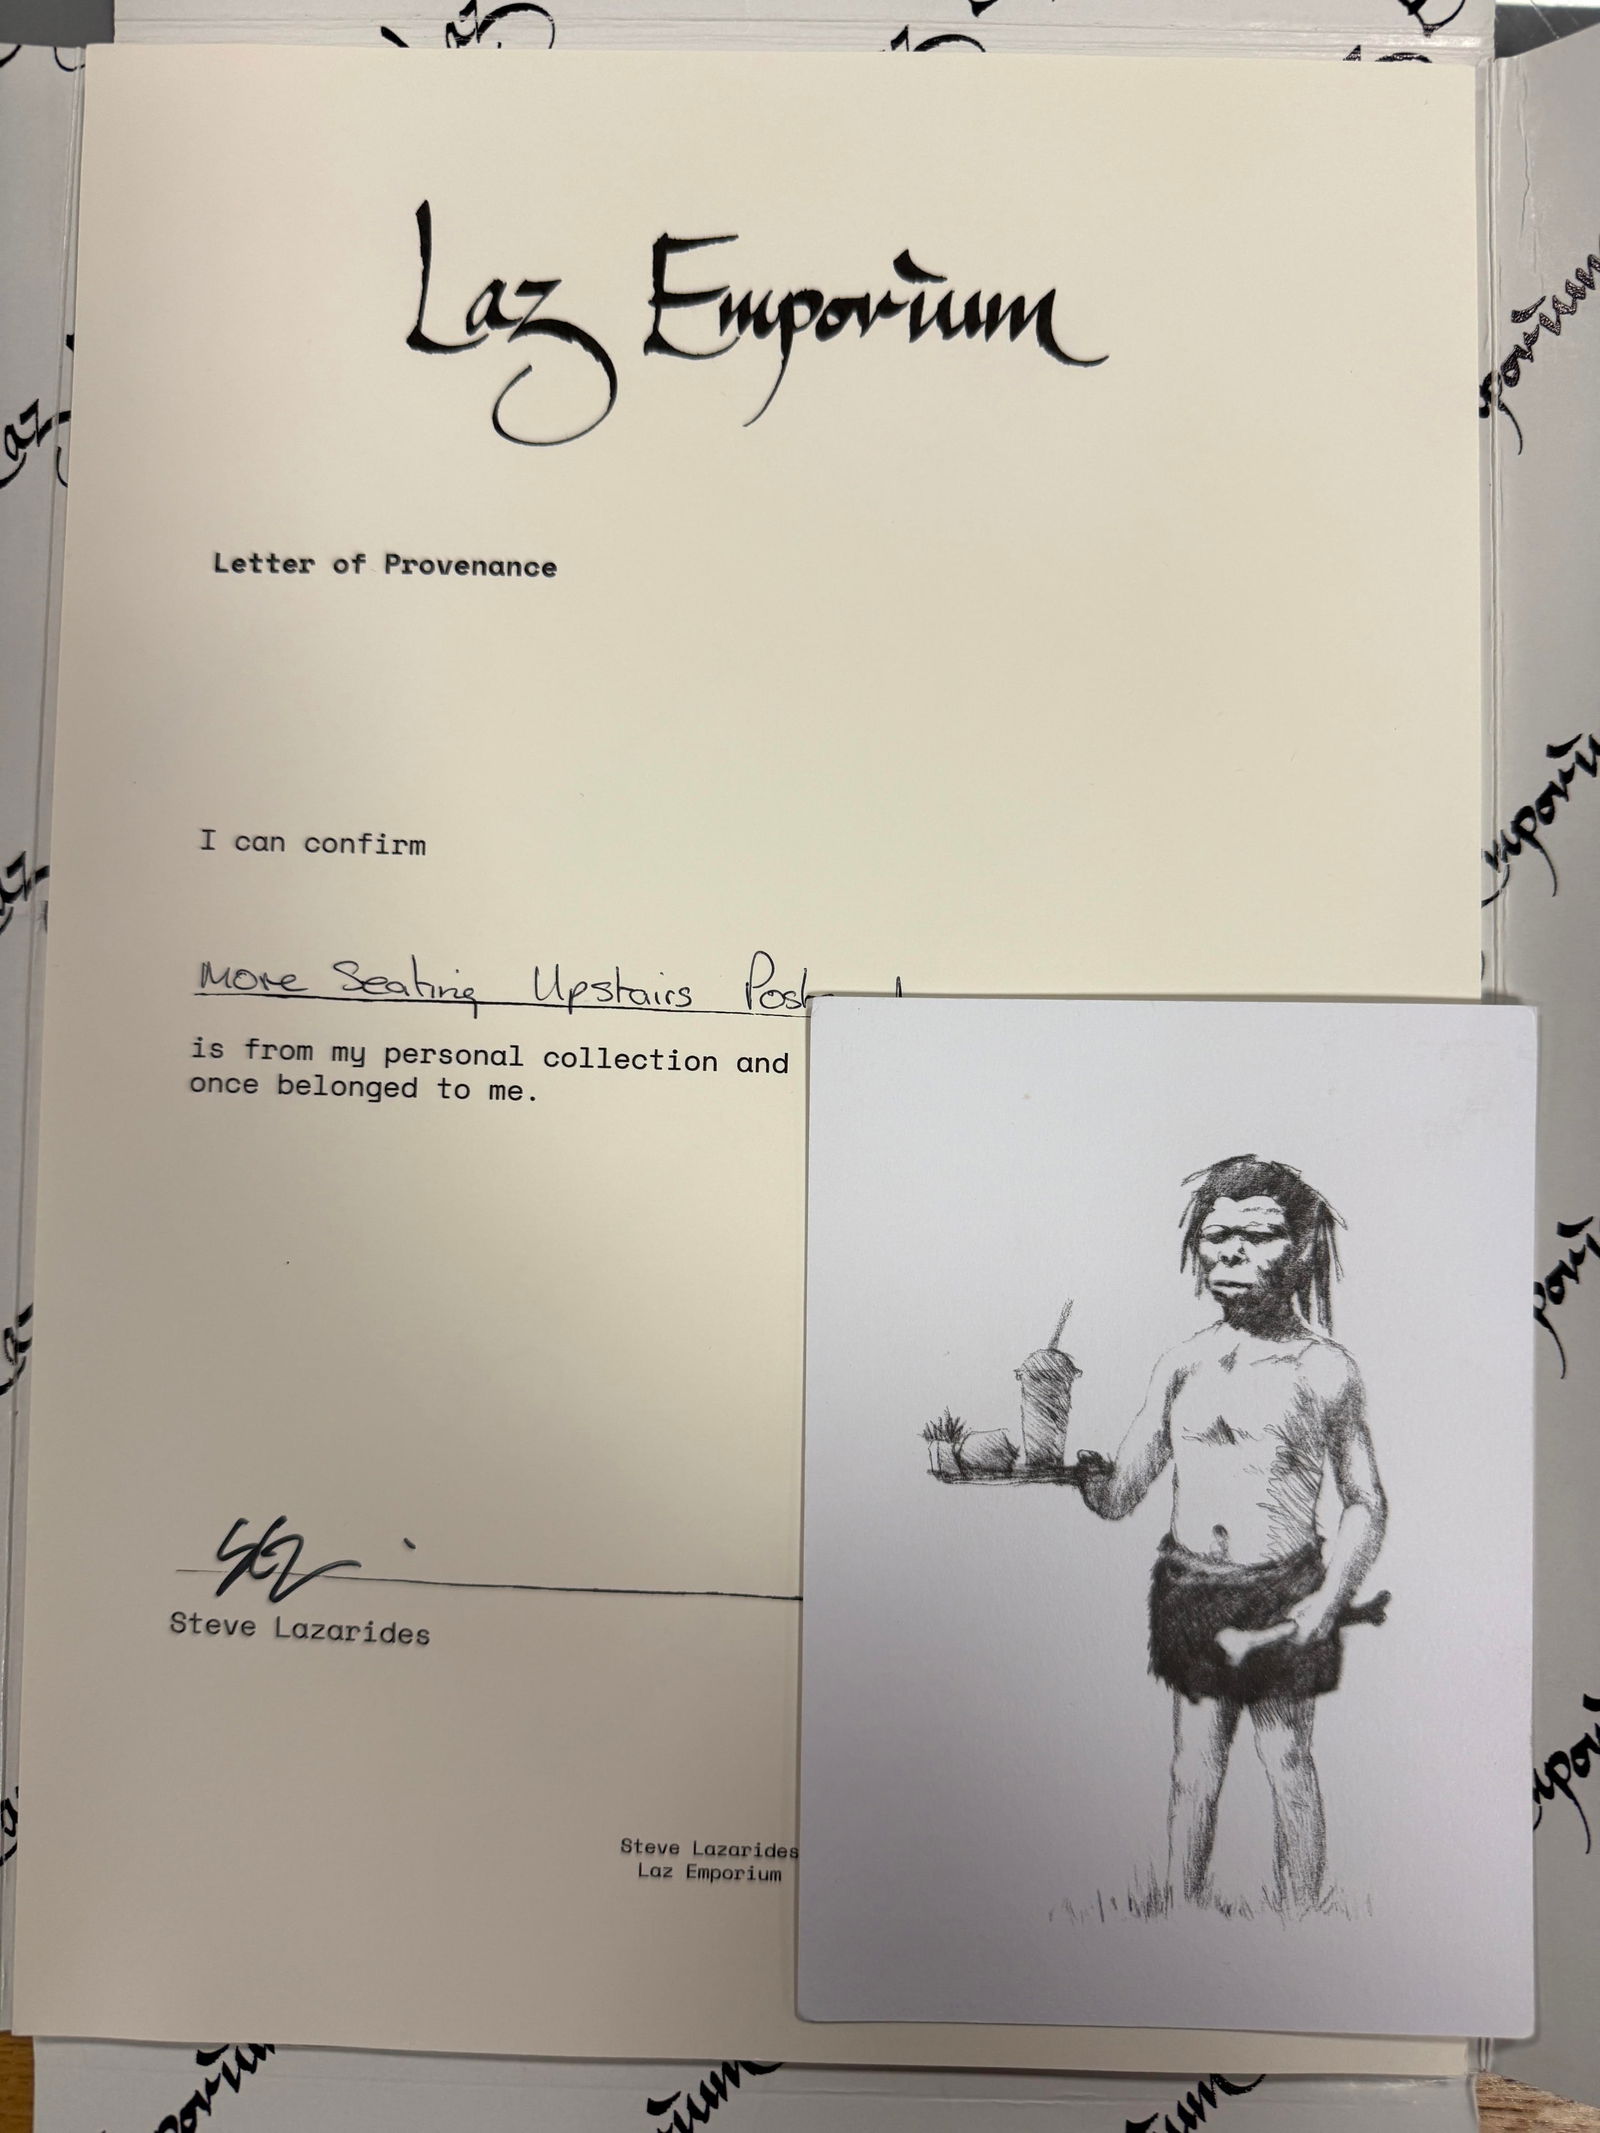 Laz Emporium
Letter of Provenance
I can confirm
More Seating Upstairs
is from my personal collection and
once belonged to me.
Steve Lazarides
Steve Lazarides
Laz Emporium